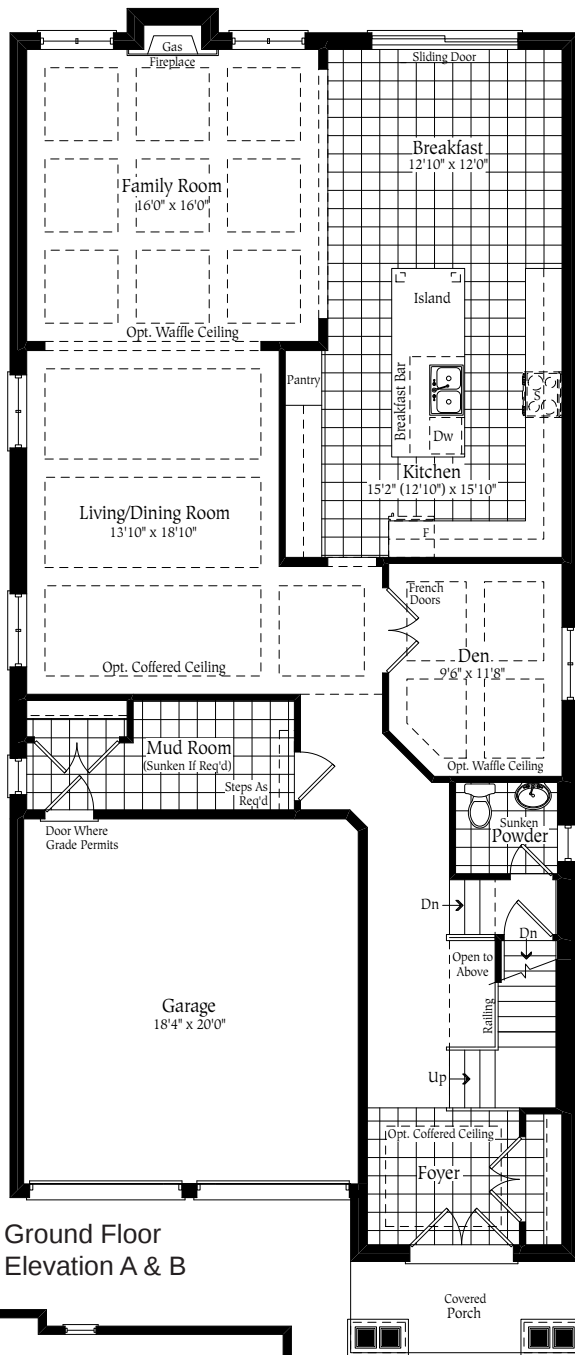 Gas
Fireplace
Sliding Door
Breakfast
12'10" x 12'0"
Family Room
16'0" x 16'0"
Island
Opt. Waffle Ceiling
Pantry
Breakfast Bar
S
Dw
Kitchen
15'2" (12'10") x 15'10"
Living/Dining Room
13'10" x 18'10"
F
French
Doors
Den
9'6" x 11'8"
Opt. Coffered Ceiling
Mud Room
(Sunken If Req'd)
Opt. Waffle Ceiling
Steps As
Req'd
Sunken
Powder
Door Where
Grade Permits
Dn
Dn
Open to
Above
Railing
Garage
18'4" x 20'0"
Up
Opt. Coffered Ceiling
Foyer
Ground Floor
Elevation A & B
Covered
Porch